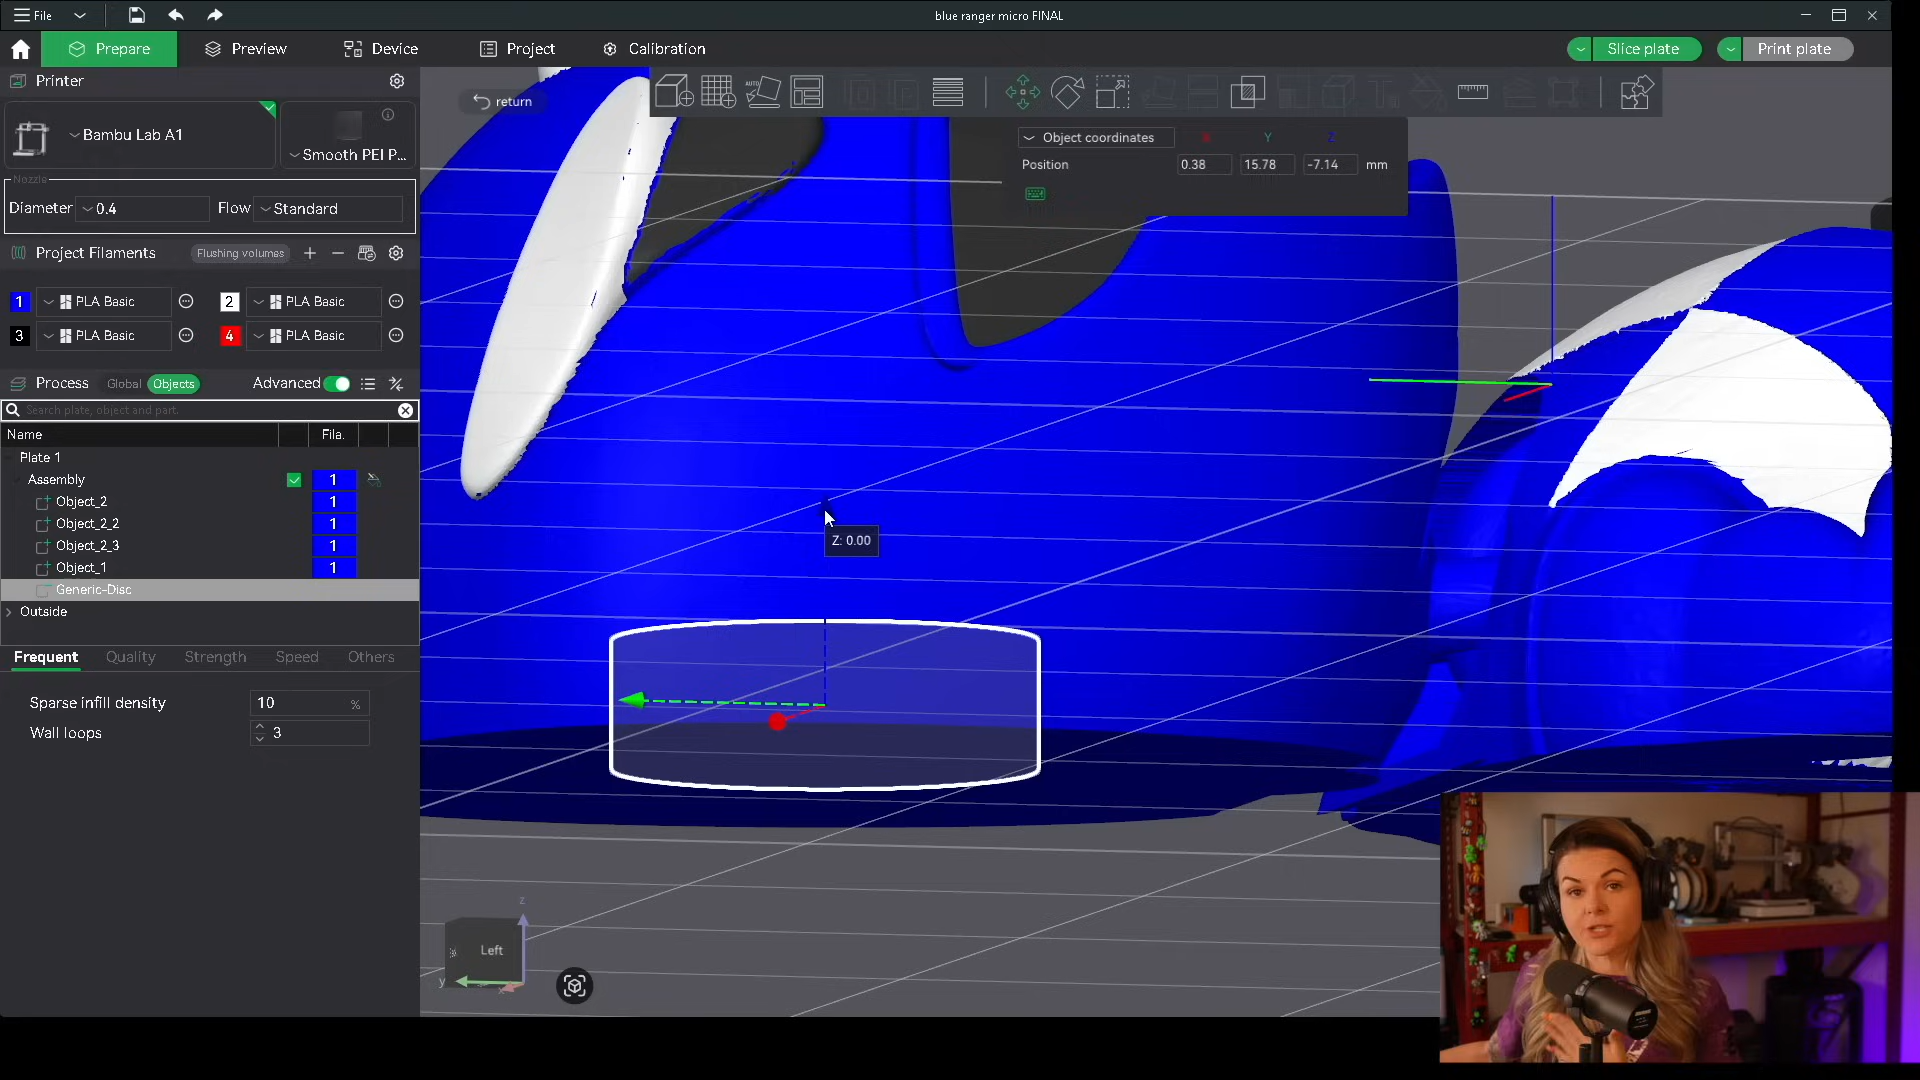 File
blue ranger micro FINAL
Prepare
Preview
Device
Project
Calibration
Slice plate
Print plate
Printer
return
AUTO
Object coordinates
X
Y
Z
Bambu Lab A1
Smooth PEI P...
Position
0.38
15.78
-7.14
mm
Nozzle
Diameter
0.4
Flow
Standard
Project Filaments
Flushing volumes
1
PLA Basic
2
PLA Basic
3
PLA Basic
4
PLA Basic
Process
Global
Objects
Advanced
Search plate, object and part.
Name
Fila.
Plate 1
Assembly
1
Object_2
1
Object_2_2
1
Object_2_3
1
Object_1
1
Generic-Disc
Outside
Z: 0.00
Frequent
Quality
Strength
Speed
Others
Sparse infill density
10
%
Wall loops
3
z
Left
y
x